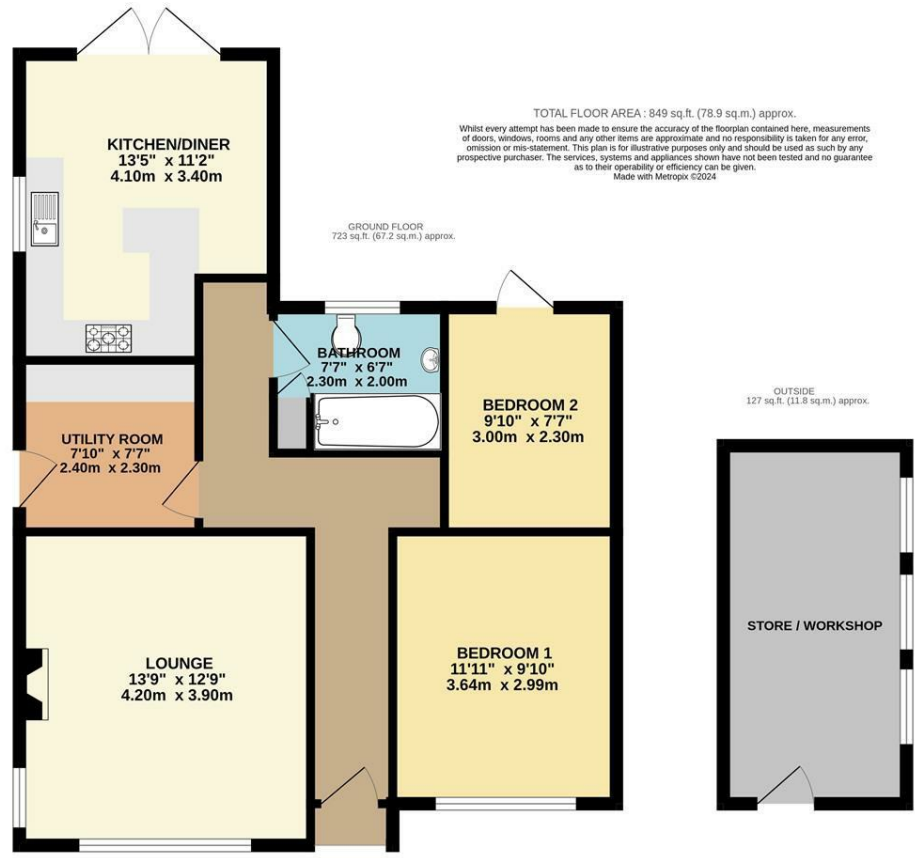 TOTAL FLOOR AREA : 849 sq.ft. (78.9 sq.m.) approx.
Whilst every attempt has been made to ensure the accuracy of the floorplan contained here, measurements
of doors, windows, rooms and any other items are approximate and no responsibility is taken for any error,
omission or mis-statement. This plan is for illustrative purposes only and should be used as such by any
prospective purchaser. The services, systems and appliances shown have not been tested and no guarantee
as to their operability or efficiency can be given.
Made with Metropix ©2024
KITCHEN/DINER
13'5" x 11'2"
4.10m x 3.40m
GROUND FLOOR
723 sq.ft. (67.2 sq.m.) approx.
BATHROOM
7'7" x 6'7"
2.30m x 2.00m
BEDROOM 2
9'10" x 7'7"
3.00m x 2.30m
OUTSIDE
127 sq.ft. (11.8 sq.m.) approx.
UTILITY ROOM
7'10" x 7'7"
2.40m x 2.30m
LOUNGE
13'9" x 12'9"
4.20m x 3.90m
BEDROOM 1
11'11" x 9'10"
3.64m x 2.99m
STORE / WORKSHOP